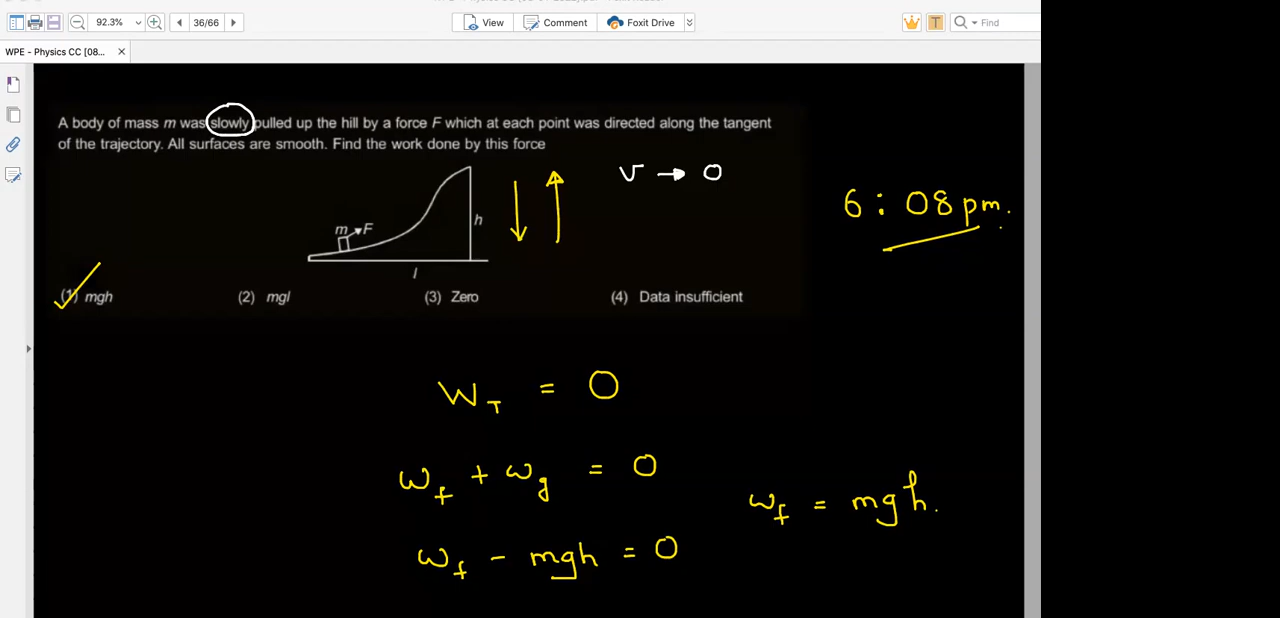 92.3%
36/66
View
Comment
Foxit Drive
Find
WPE - Physics CC [08...
A body of mass m was slowly pulled up the hill by a force F which at each point was directed along the tangent
of the trajectory. All surfaces are smooth. Find the work done by this force
v → 0
6 : 08 pm.
m F
h
l
(1) mgh (2) mgl (3) Zero (4) Data insufficient
W_T = 0
w_f + w_g = 0
w_f = mgh.
w_f - mgh = 0